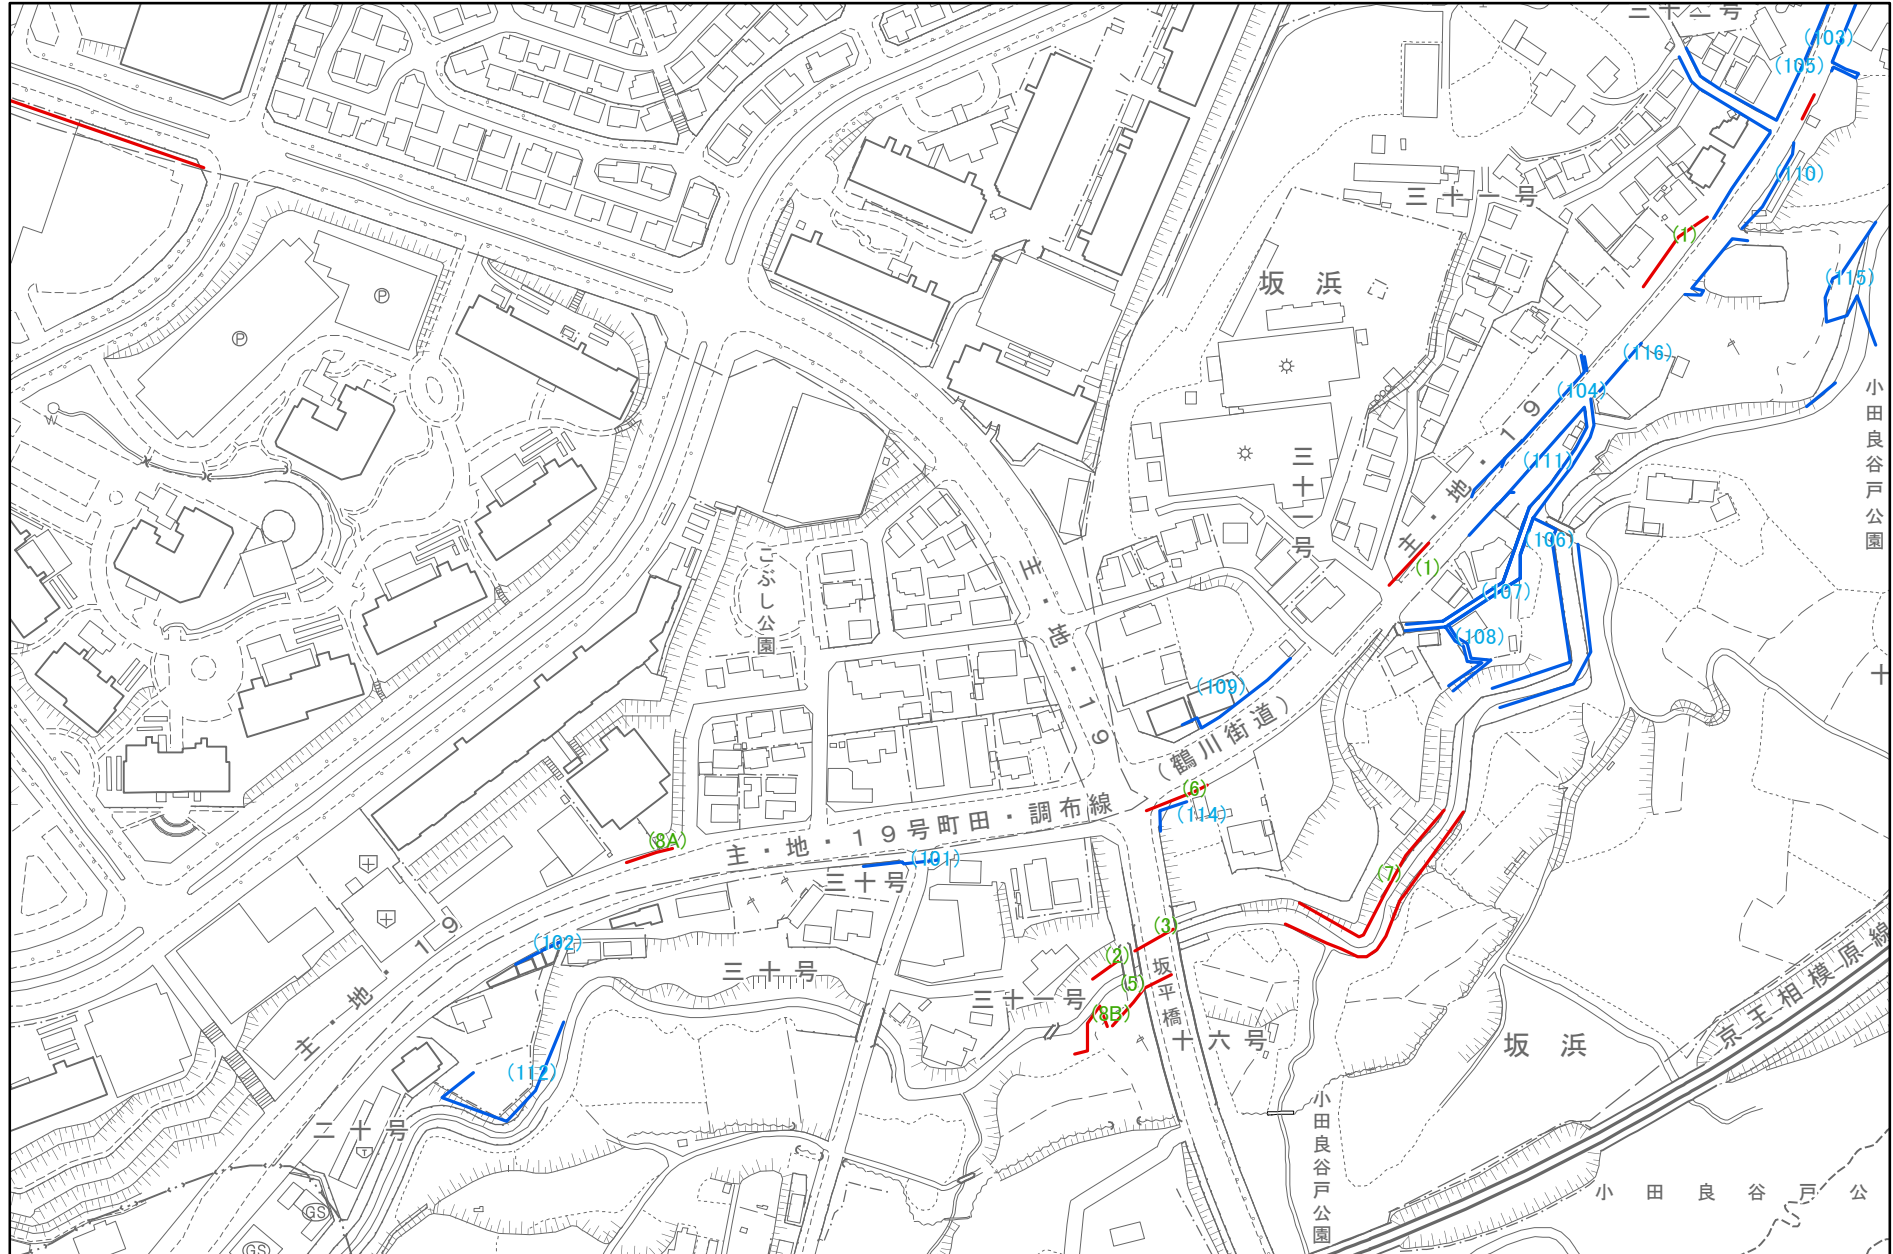 三十二号
(103)
(105)
(110)
三十一号
(1)
坂浜
(115)
(116)
(104)
小田良谷戸公園
主・地・19
(111)
三十一号
(106)
(1)
(107)
(108)
こぶし公園
主・地・19
(109)
(鶴川街道)
(6)
(114)
主・地・19号町田・調布線
(8A)
(101)
三十号
(7)
主・地・19
(102)
(3)
(2)
三十号
坂平橋
(5)
三十一号
(8B)
十六号
坂浜
京王相模原線
(112)
二十号
小田良谷戸公園
小田良谷戸公
十
P
P
W
GS
GS